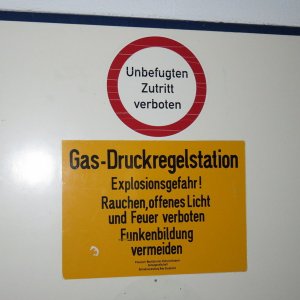 Unbefugten
Zutritt
verboten
Gas-Druckregelstation
Explosionsgefahr!
Rauchen, offenes Licht
und Feuer verboten
Funkenbildung
vermeiden